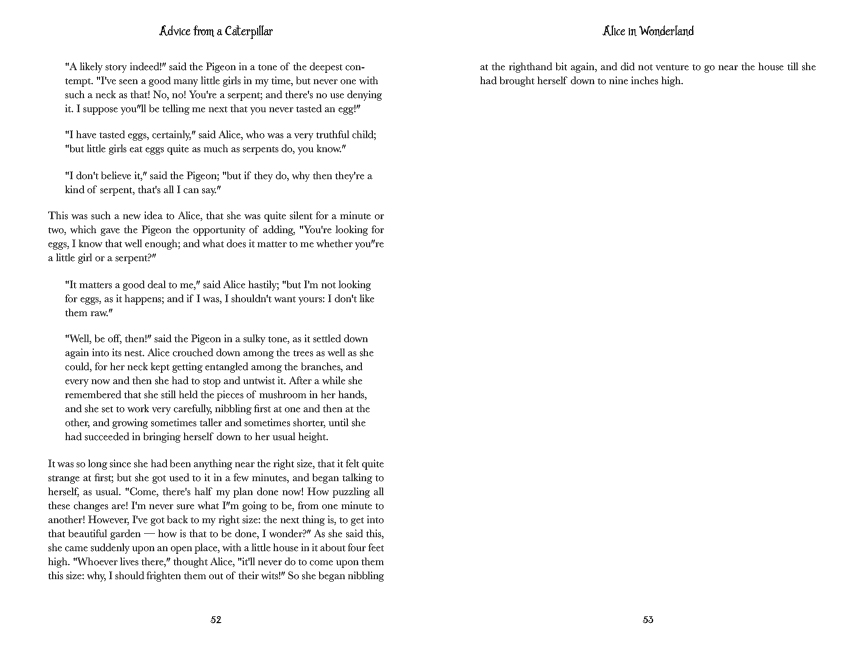 Advice from a Caterpillar
"A likely story indeed!" said the Pigeon in a tone of the deepest con-
tempt. "I've seen a good many little girls in my time, but never one with
such a neck as that! No, no! You're a serpent; and there's no use denying
it. I suppose you"ll be telling me next that you never tasted an egg!"
"I have tasted eggs, certainly," said Alice, who was a very truthful child;
"but little girls eat eggs quite as much as serpents do, you know."
"I don't believe it," said the Pigeon; "but if they do, why then they're a
kind of serpent, that's all I can say."
This was such a new idea to Alice, that she was quite silent for a minute or
two, which gave the Pigeon the opportunity of adding, "You're looking for
eggs, I know that well enough; and what does it matter to me whether you"re
a little girl or a serpent?"
"It matters a good deal to me," said Alice hastily; "but I'm not looking
for eggs, as it happens; and if I was, I shouldn't want yours: I don't like
them raw."
"Well, be off, then!" said the Pigeon in a sulky tone, as it settled down
again into its nest. Alice crouched down among the trees as well as she
could, for her neck kept getting entangled among the branches, and
every now and then she had to stop and untwist it. After a while she
remembered that she still held the pieces of mushroom in her hands,
and she set to work very carefully, nibbling first at one and then at the
other, and growing sometimes taller and sometimes shorter, until she
had succeeded in bringing herself down to her usual height.
It was so long since she had been anything near the right size, that it felt quite
strange at first; but she got used to it in a few minutes, and began talking to
herself, as usual. "Come, there's half my plan done now! How puzzling all
these changes are! I'm never sure what I"m going to be, from one minute to
another! However, I've got back to my right size: the next thing is, to get into
that beautiful garden — how is that to be done, I wonder?" As she said this,
she came suddenly upon an open place, with a little house in it about four feet
high. "Whoever lives there," thought Alice, "it'll never do to come upon them
this size: why, I should frighten them out of their wits!" So she began nibbling
52
Alice in Wonderland
at the righthand bit again, and did not venture to go near the house till she
had brought herself down to nine inches high.
53